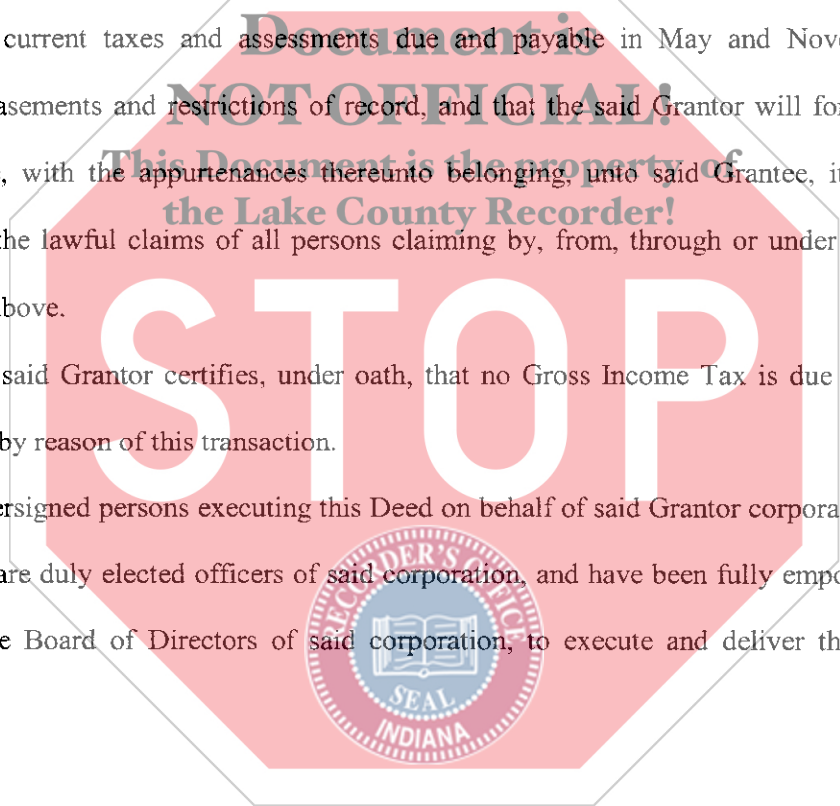 Document is
current taxes and assessments due and payable in May and Nov
NOT OFFICIAL!
asements and restrictions of record, and that the said Grantor will fo
This Document is the property of
, with the appurtenances thereunto belonging, unto said Grantee, i
the Lake County Recorder!
he lawful claims of all persons claiming by, from, through or under
bove.
STOP
said Grantor certifies, under oath, that no Gross Income Tax is due
by reason of this transaction.
ersigned persons executing this Deed on behalf of said Grantor corpora
are duly elected officers of said corporation, and have been fully emp
e Board of Directors of said corporation, to execute and deliver th
RECORDER'S OFFICE
SEAL
INDIANA